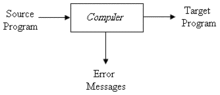 Source
Program
Compiler
Target
Program
Error
Messages